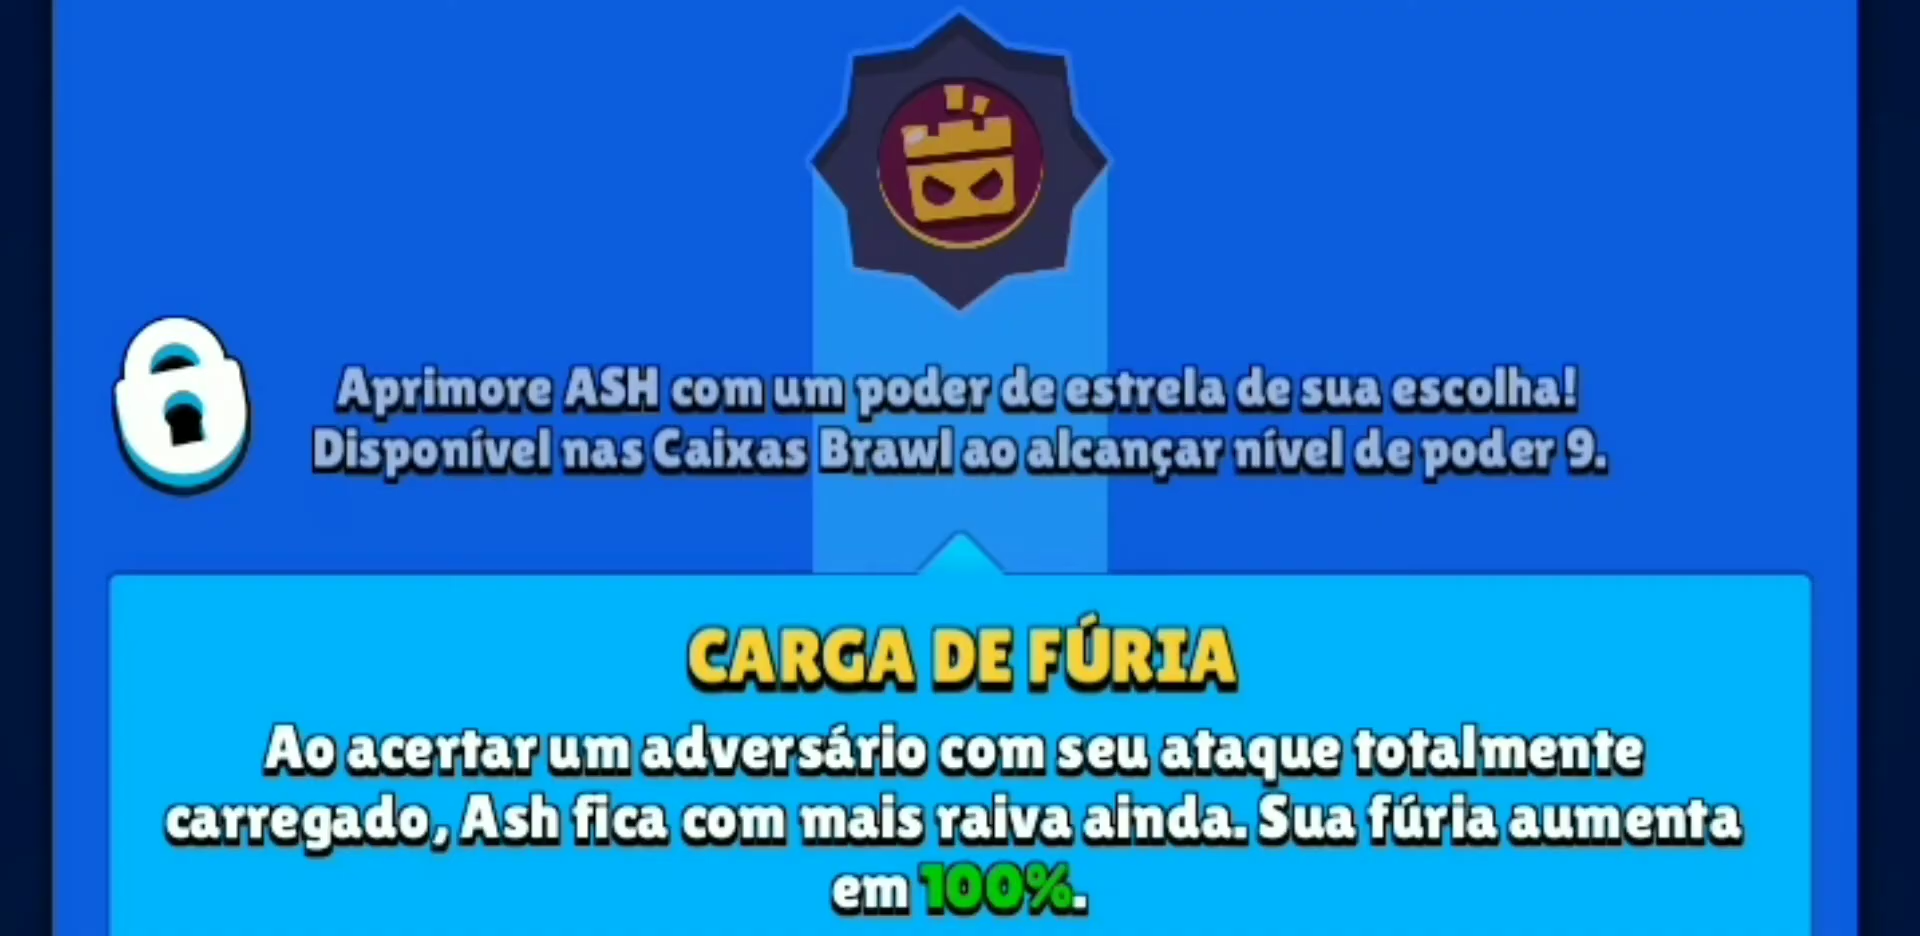 Aprimore ASH com um poder de estrela de sua escolha!
Disponível nas Caixas Brawl ao alcançar nível de poder 9.
CARGA DE FÚRIA
Ao acertar um adversário com seu ataque totalmente
carregado, Ash fica com mais raiva ainda. Sua fúria aumenta
em 100%.